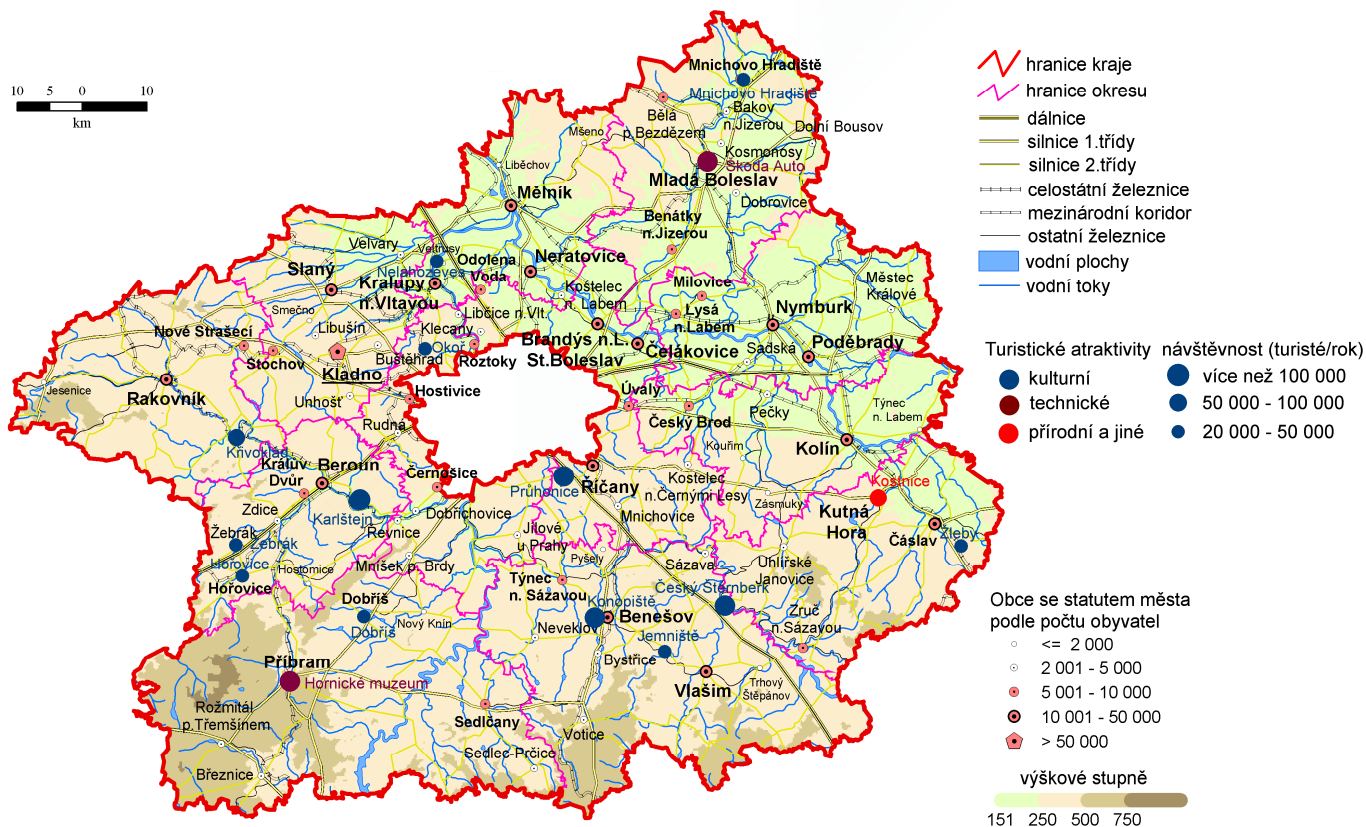 10 5 0 10
km
Mnichovo Hradiště
Mnichovo Hradiště
Bakov
n.Jizerou
Bělá
p.Bezdězem
Dolní Bousov
Mšeno
Kosmonosy
Škoda Auto
Liběchov
Mladá Boleslav
Mělník
Dobrovice
Benátky
n.Jizerou
Velvary
Veltrusy
Odolena
Voda
Neratovice
Slaný
Nelahozeves
Kralupy
n.Vltavou
Kostelec
n. Labem
Milovice
Městec
Králové
Smečno
Libčice n.Vlt.
Lysá
n.Labem
Nymburk
Nové Strašecí
Libušín
Klecany
Brandýs n.L.
St.Boleslav
Čelákovice
Sadská
Poděbrady
Stochov
Buštěhrad
Okoř
Roztoky
Kladno
Hostivice
Jesenice
Rakovník
Unhošť
Úvaly
Týnec
n. Labem
Pečky
Český Brod
Rudná
Křivoklád
Kouřim
Kolín
Králův
Dvůr
Beroun
Černošice
Říčany
Průhonice
Kostelec
n.Černými Lesy
Kostnice
Zásmuky
Kutná
Hora
Zdice
Karlštejn
Dobřichovice
Mnichovice
Řevnice
Jílové
u Prahy
Čáslav
Žleby
Žebrák
Žebrák
Hořovice
Hořovice
Hostomice
Mníšek p. Brdy
Pyšely
Sázava
Uhlířské
Janovice
Týnec
n. Sázavou
Český Šternberk
Dobříš
Dobříš
Nový Knín
Konopiště
Benešov
Zruč
n.Sázavou
Neveklov
Jemniště
Bystřice
Příbram
Hornické muzeum
Vlašim
Trhový
Štěpánov
Rožmitál
p.Třemšínem
Sedlčany
Votice
Sedlec-Prčice
Březnice
hranice kraje
hranice okresu
dálnice
silnice 1.třídy
silnice 2.třídy
celostátní železnice
mezinárodní koridor
ostatní železnice
vodní plochy
vodní toky
Turistické atraktivity návštěvnost (turisté/rok)
kulturní více než 100 000
technické 50 000 - 100 000
přírodní a jiné 20 000 - 50 000
Obce se statutem města
podle počtu obyvatel
<= 2 000
2 001 - 5 000
5 001 - 10 000
10 001 - 50 000
> 50 000
výškové stupně
151 250 500 750